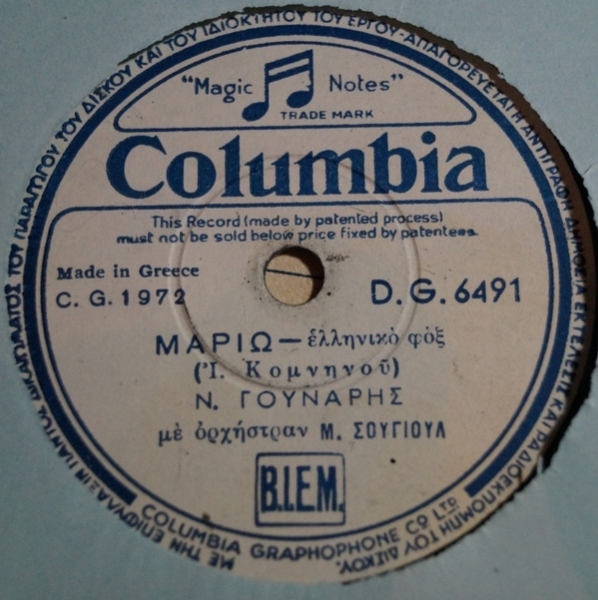 "Magic Notes"
TRADE MARK
Columbia
This Record (made by patented process)
must not be sold below price fixed by patentees.
Made in Greece
C. G. 1972
D. G. 6491
ΜΑΡΙΩ — ἑλληνικὸ φὸξ
(Ἰ. Κομνηνοῦ)
Ν. ΓΟΥΝΑΡΗΣ
μὲ ὀρχήστραν Μ. ΣΟΥΓΙΟΥΛ
B.I.E.M.
COLUMBIA GRAPHOPHONE CO LTD
ΜΕ ΤΗΝ ΕΠΙΦΥΛΑΞΙΝ ΠΑΝΤΟΣ ΔΙΚΑΙΩΜΑΤΟΣ ΤΟΥ ΠΑΡΑΓΩΓΟΥ ΤΟΥ ΔΙΣΚΟΥ ΚΑΙ ΤΟΥ ΙΔΙΟΚΤΗΤΟΥ ΤΟΥ ΕΡΓΟΥ-ΑΠΑΓΟΡΕΥΕΤΑΙ Η ΑΝΤΙΓΡΑΦΗ ΔΗΜΟΣΙΑ ΕΚΤΕΛΕΣΙΣ ΚΑΙ ΡΑΔΙΟΕΚΠΟΜΠΗ ΤΟΥ ΔΙΣΚΟΥ.